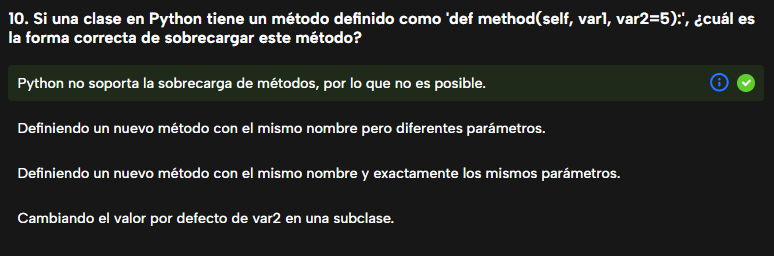 10. Si una clase en Python tiene un método definido como 'def method(self, var1, var2=5):', ¿cuál es
la forma correcta de sobrecargar este método?
Python no soporta la sobrecarga de métodos, por lo que no es posible.
Definiendo un nuevo método con el mismo nombre pero diferentes parámetros.
Definiendo un nuevo método con el mismo nombre y exactamente los mismos parámetros.
Cambiando el valor por defecto de var2 en una subclase.